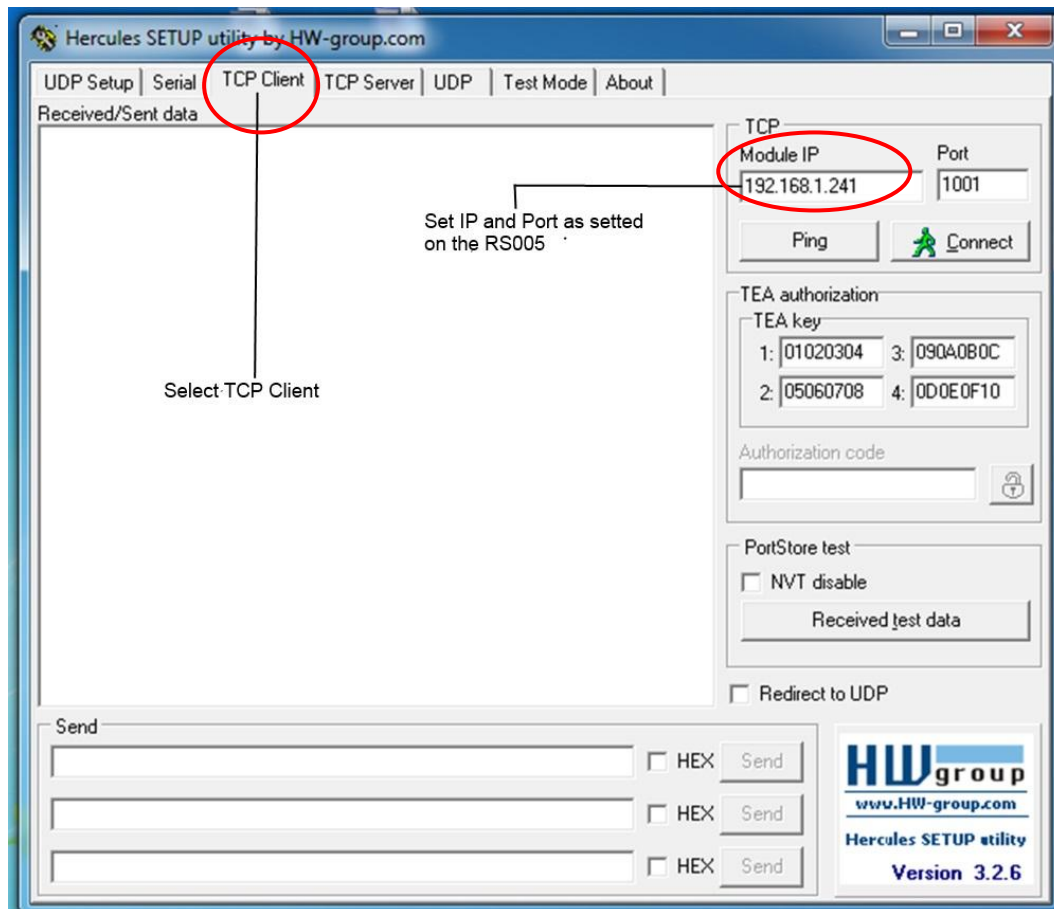 Hercules SETUP utility by HW-group.com
UDP Setup Serial TCP Client TCP Server UDP Test Mode About
Received/Sent data
TCP
Module IP Port
192.168.1.241 1001
Set IP and Port as setted
on the RS005
Ping Connect
TEA authorization
TEA key
1: 01020304 3: 090A0B0C
2: 05060708 4: 0D0E0F10
Select TCP Client
Authorization code
PortStore test
NVT disable
Received test data
Redirect to UDP
Send
HEX Send
HEX Send
HEX Send
HW group
www.HW-group.com
Hercules SETUP utility
Version 3.2.6